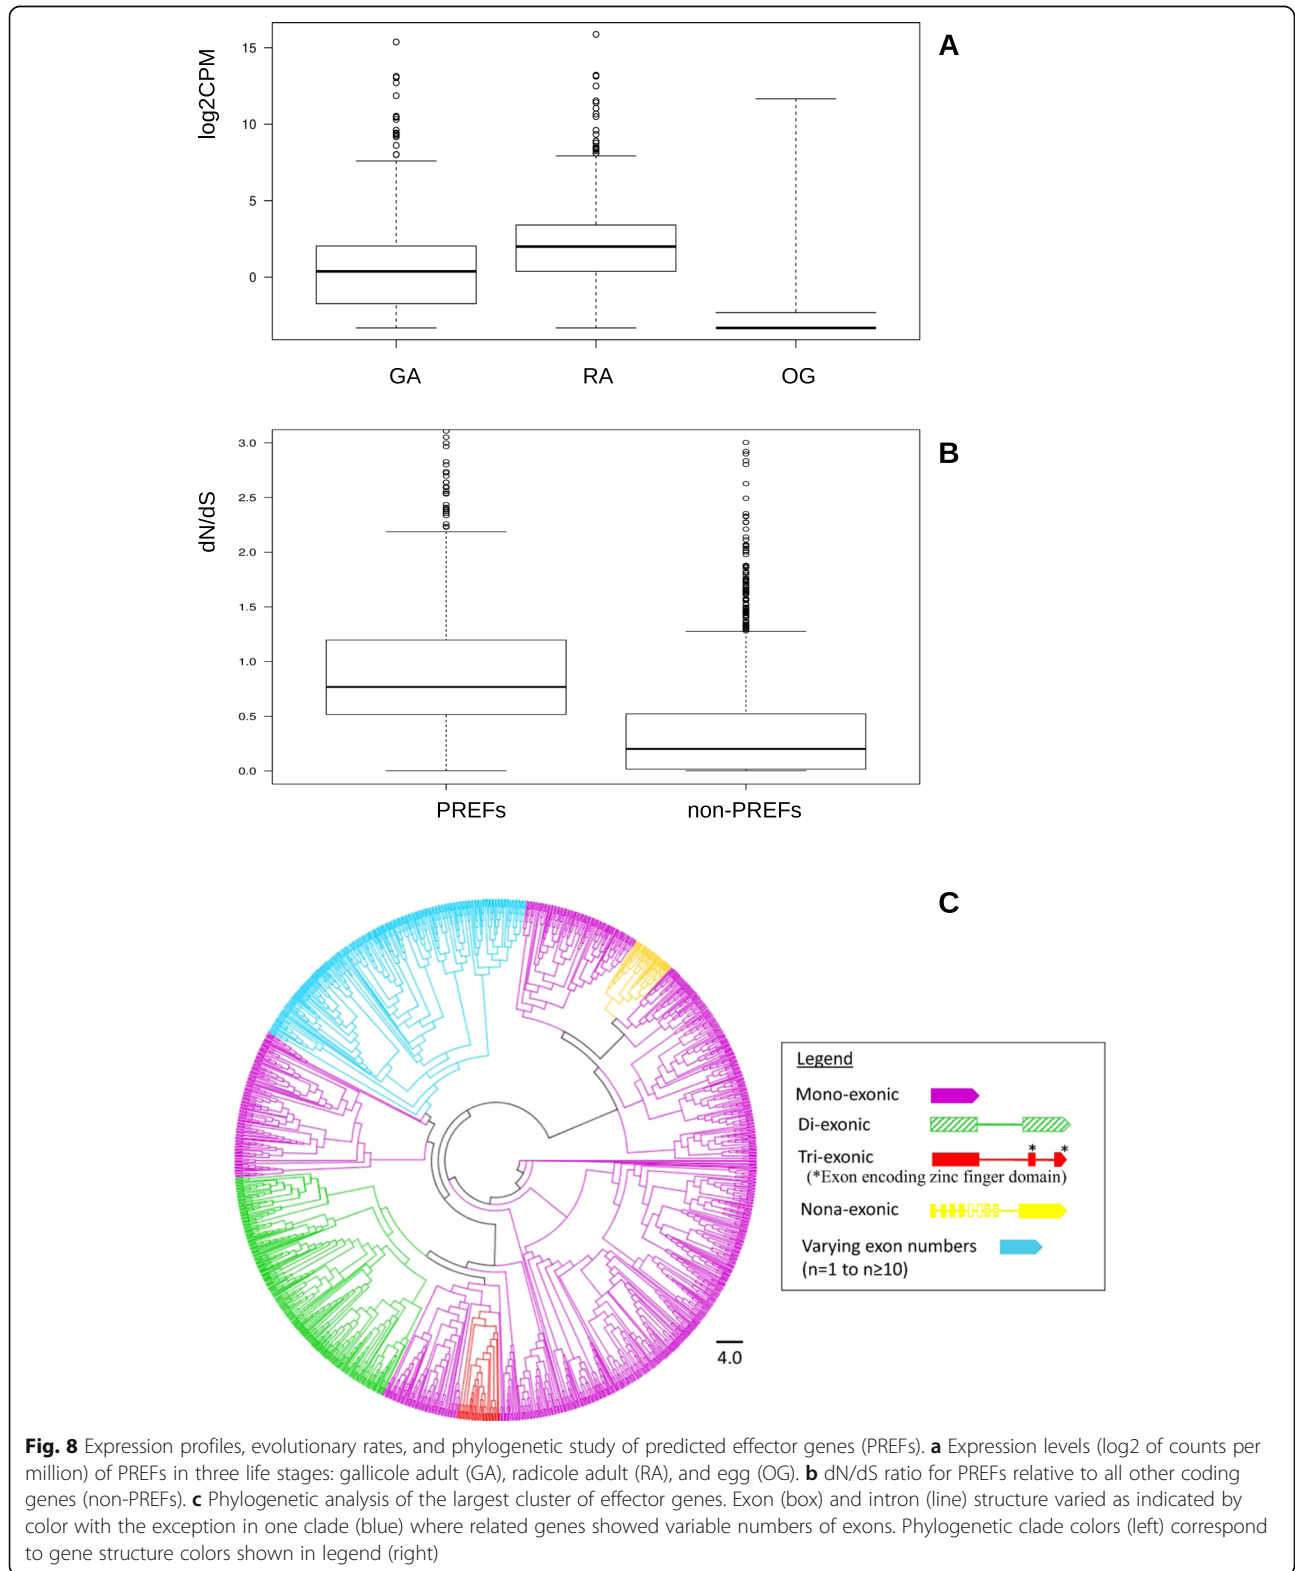 A
log2CPM
15
10
5
0
GA RA OG
B
dN/dS
3.0
2.5
2.0
1.5
1.0
0.5
0.0
PREFs non-PREFs
C
Legend
Mono-exonic
Di-exonic
Tri-exonic * *
(*Exon encoding zinc finger domain)
Nona-exonic
Varying exon numbers
(n=1 to n≥10)
4.0
Fig. 8 Expression profiles, evolutionary rates, and phylogenetic study of predicted effector genes (PREFs). a Expression levels (log2 of counts per
million) of PREFs in three life stages: gallicole adult (GA), radicole adult (RA), and egg (OG). b dN/dS ratio for PREFs relative to all other coding
genes (non-PREFs). c Phylogenetic analysis of the largest cluster of effector genes. Exon (box) and intron (line) structure varied as indicated by
color with the exception in one clade (blue) where related genes showed variable numbers of exons. Phylogenetic clade colors (left) correspond
to gene structure colors shown in legend (right)